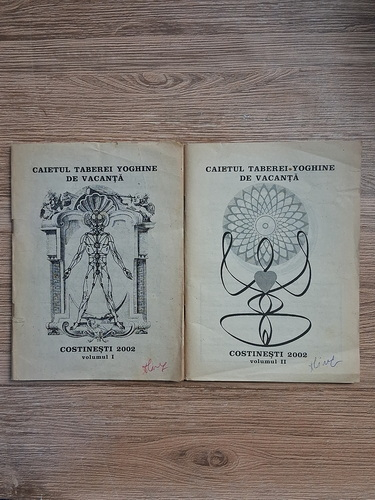 CAIETUL TABEREI YOGHINE
DE VACANȚĂ
COSTINEȘTI 2002
volumul I
CAIETUL TABEREI YOGHINE
DE VACANȚĂ
COSTINEȘTI 2002
volumul II